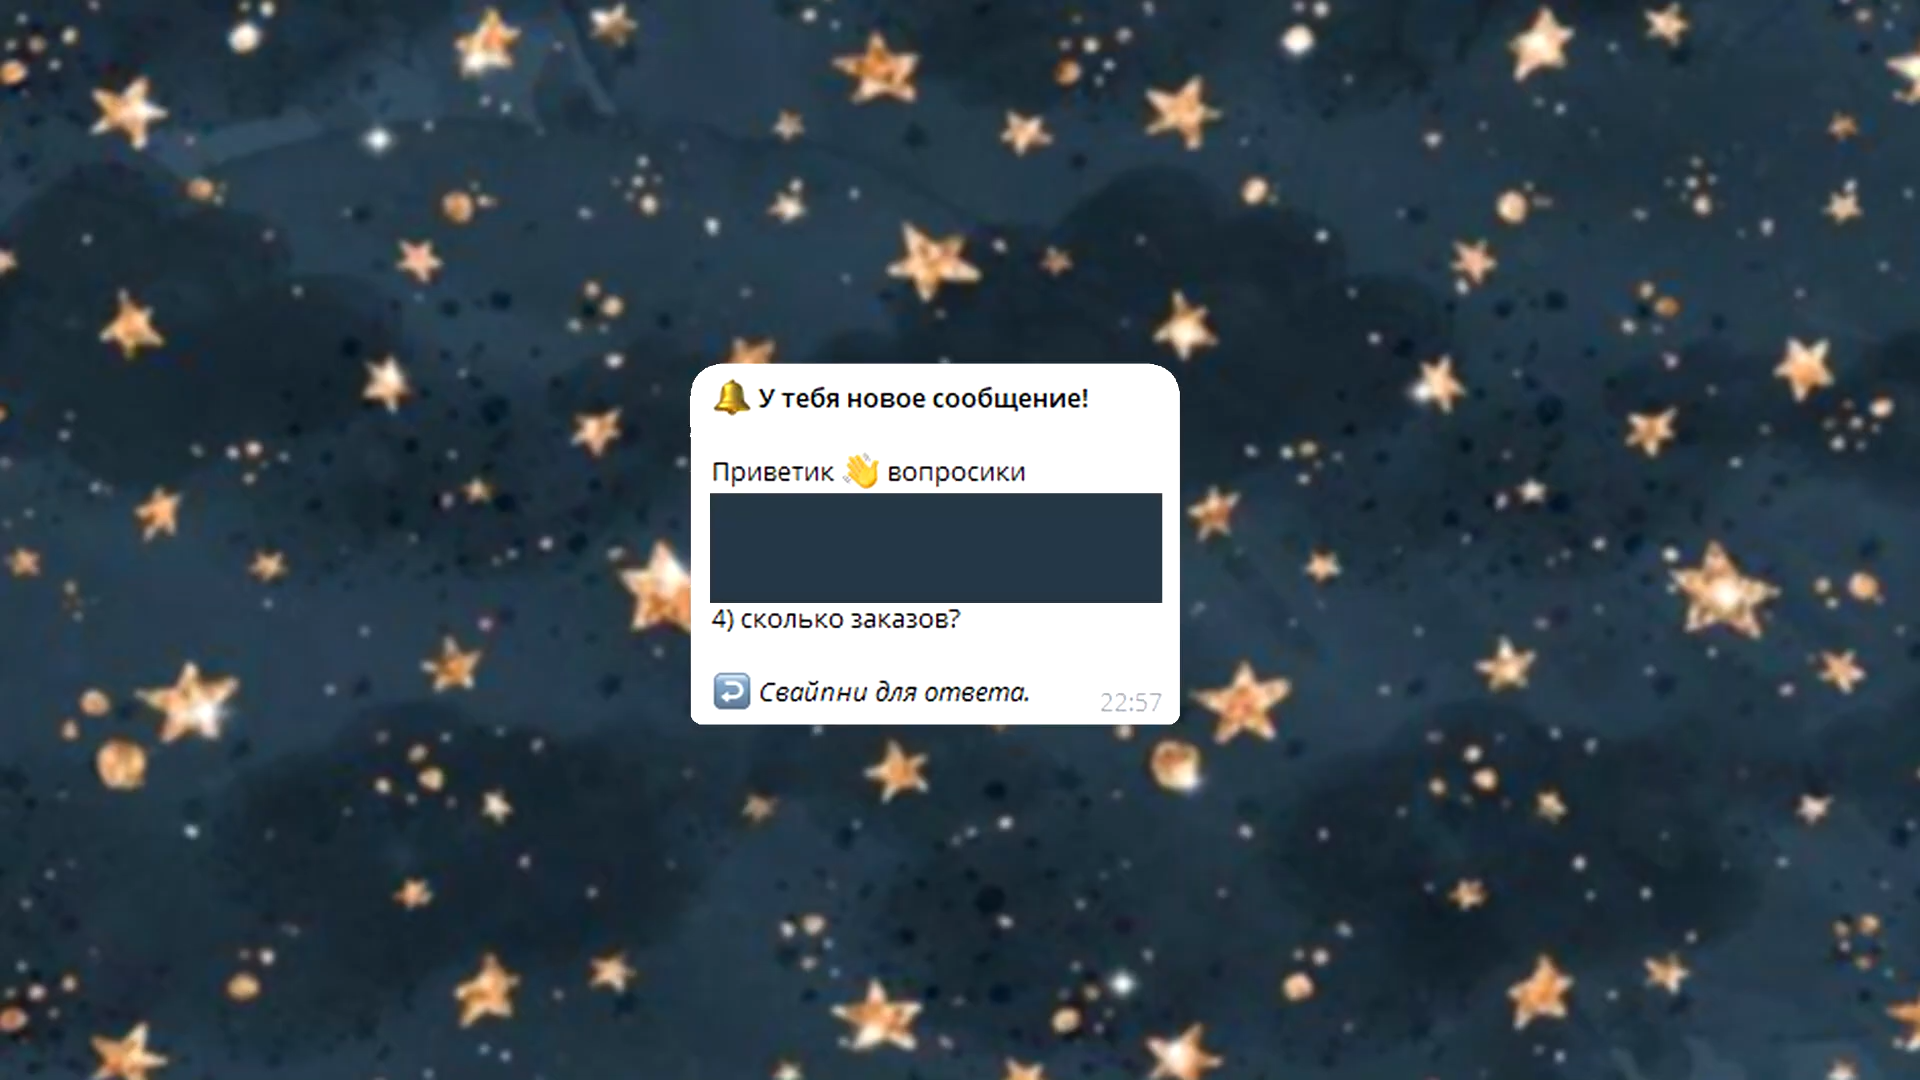 🔔 У тебя новое сообщение!
Приветик 👋 вопросики
4) сколько заказов?
↩️ Свайпни для ответа.
22:57